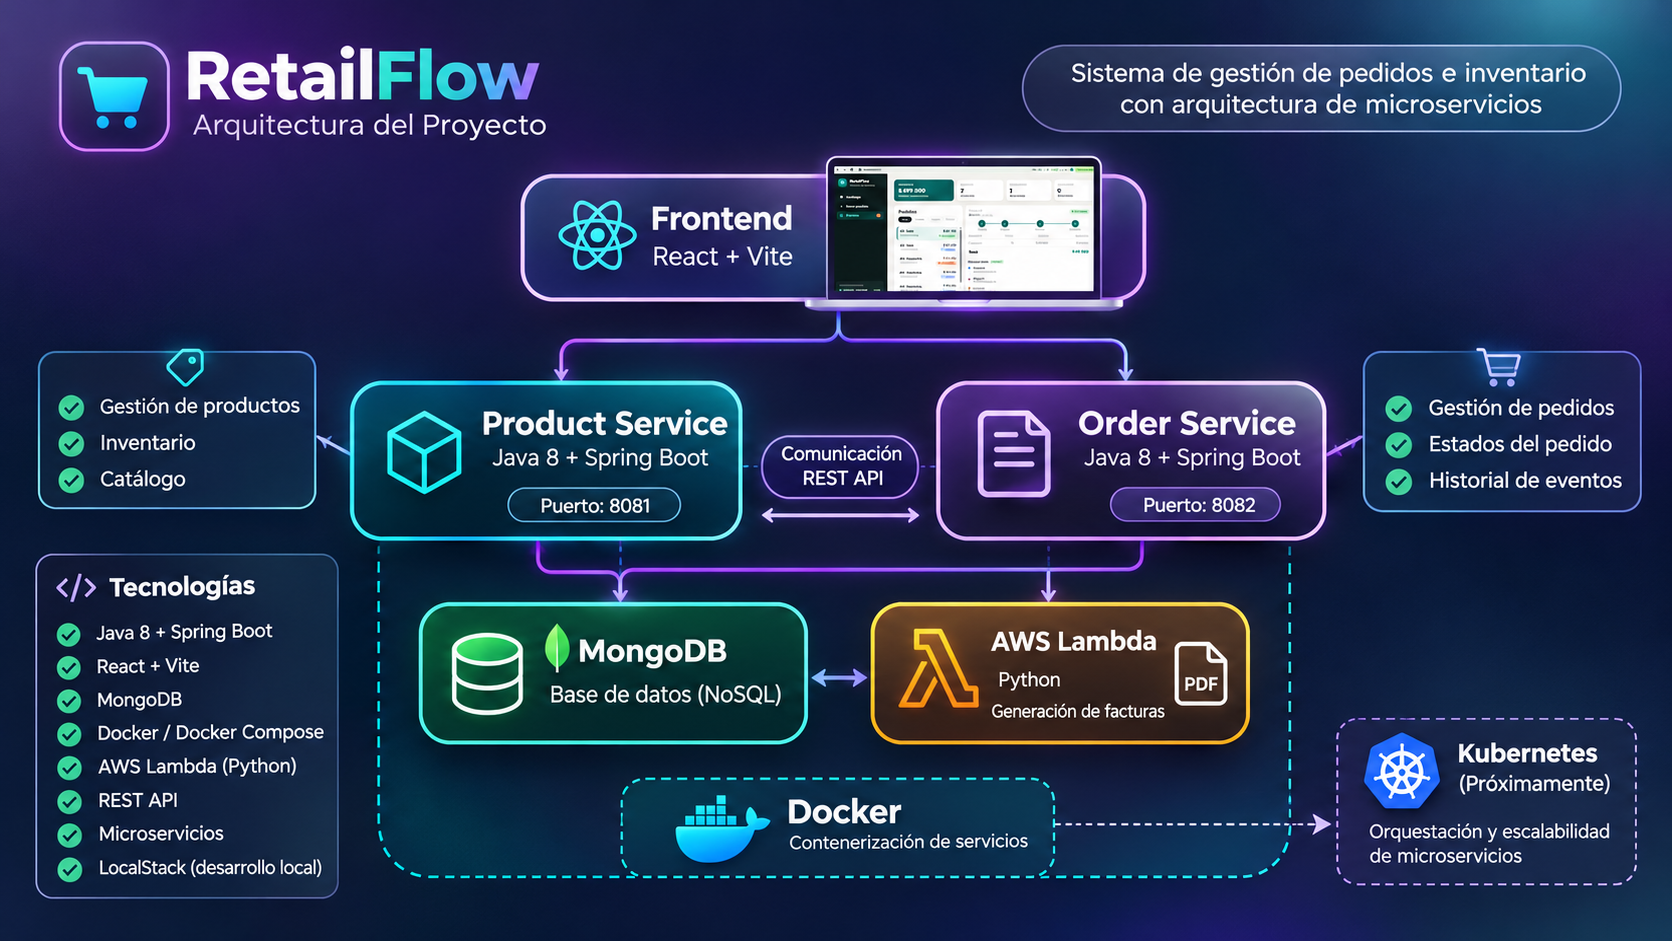 RetailFlow
Arquitectura del Proyecto
Sistema de gestión de pedidos e inventario
con arquitectura de microservicios
Frontend
React + Vite
RetailFlow
Pedidos
Gestión de productos
Inventario
Catálogo
Product Service
Java 8 + Spring Boot
Puerto: 8081
Comunicación
REST API
Order Service
Java 8 + Spring Boot
Puerto: 8082
Gestión de pedidos
Estados del pedido
Historial de eventos
</> Tecnologías
Java 8 + Spring Boot
React + Vite
MongoDB
Docker / Docker Compose
AWS Lambda (Python)
REST API
Microservicios
LocalStack (desarrollo local)
MongoDB
Base de datos (NoSQL)
AWS Lambda
Python
Generación de facturas
PDF
Docker
Contenerización de servicios
Kubernetes
(Próximamente)
Orquestación y escalabilidad
de microservicios